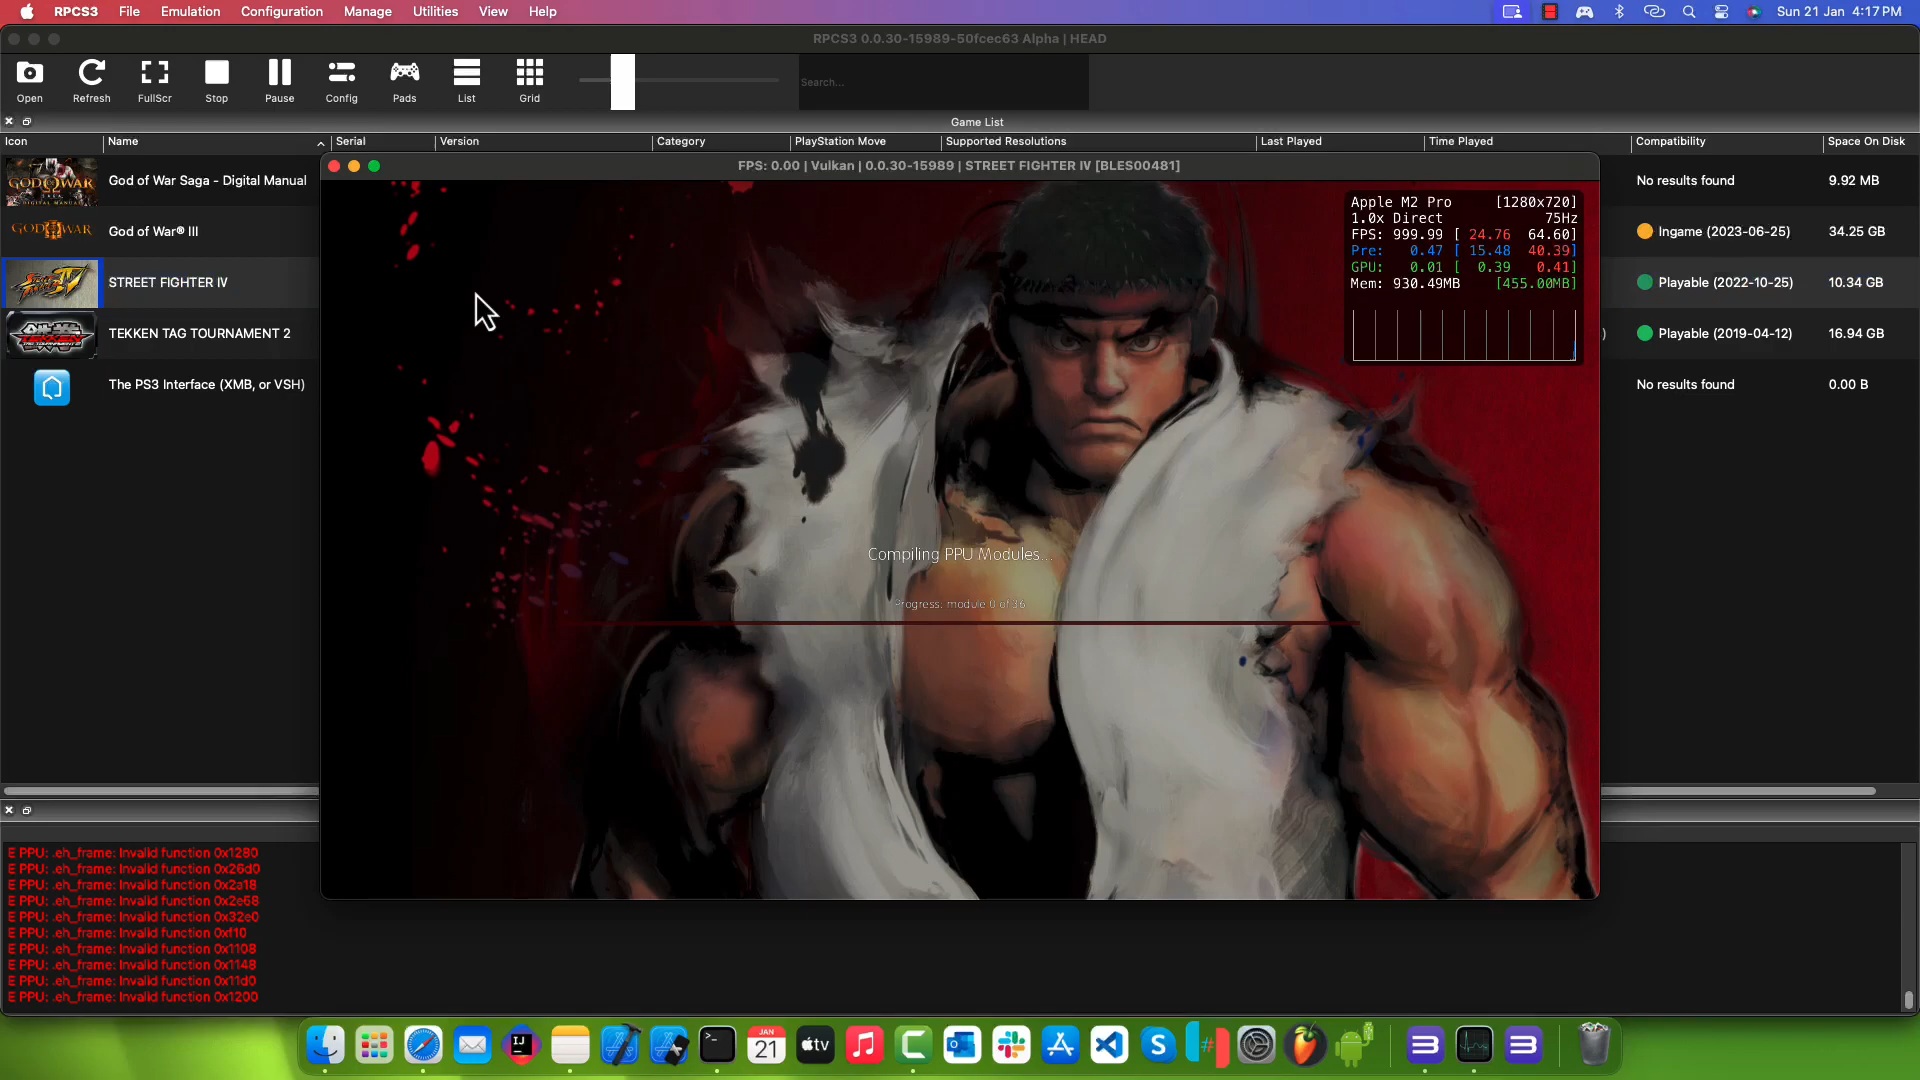 RPCS3 File Emulation Configuration Manage Utilities View Help Sun 21 Jan 4:17 PM
RPCS3 0.0.30-15989-50fcec63 Alpha | HEAD
Open Refresh FullScr Stop Pause Config Pads List Grid Search...
Game List
Icon Name Serial Version Category PlayStation Move Supported Resolutions Last Played Time Played Compatibility Space On Disk
FPS: 0.00 | Vulkan | 0.0.30-15989 | STREET FIGHTER IV [BLES00481]
God of War Saga - Digital Manual No results found 9.92 MB
God of War® III Ingame (2023-06-25) 34.25 GB
STREET FIGHTER IV Playable (2022-10-25) 10.34 GB
TEKKEN TAG TOURNAMENT 2 ) Playable (2019-04-12) 16.94 GB
The PS3 Interface (XMB, or VSH) No results found 0.00 B
Apple M2 Pro [1280x720]
1.0x Direct 75Hz
FPS: 999.99 [ 24.76 64.60]
Pre: 0.47 [ 15.48 40.39]
GPU: 0.01 [ 0.39 0.41]
Mem: 930.49MB [455.00MB]
Compiling PPU Modules...
Progress: module 0 of 36
E PPU: .eh_frame: Invalid function 0x1280
E PPU: .eh_frame: Invalid function 0x26d0
E PPU: .eh_frame: Invalid function 0x2a18
E PPU: .eh_frame: Invalid function 0x2e68
E PPU: .eh_frame: Invalid function 0x32e0
E PPU: .eh_frame: Invalid function 0xf10
E PPU: .eh_frame: Invalid function 0x1108
E PPU: .eh_frame: Invalid function 0x1148
E PPU: .eh_frame: Invalid function 0x11d0
E PPU: .eh_frame: Invalid function 0x1200
IJ JAN 21 tv